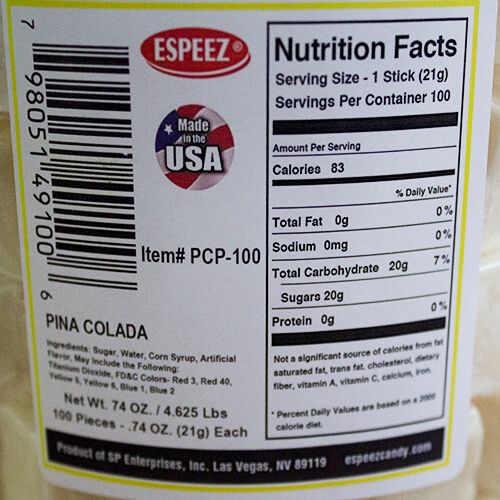 7 98051 49100 6
ESPEEZ®
Made
in the
USA
Item# PCP-100
PINA COLADA
Ingredients: Sugar, Water, Corn Syrup, Artificial
Flavor, May Include the Following:
Titanium Dioxide, FD&C Colors- Red 3, Red 40,
Yellow 5, Yellow 6, Blue 1, Blue 2
Net Wt. 74 OZ. / 4.625 Lbs
100 Pieces - .74 OZ. (21g) Each
Nutrition Facts
Serving Size - 1 Stick (21g)
Servings Per Container 100
Amount Per Serving
Calories 83
% Daily Value*
Total Fat 0g 0%
Sodium 0mg 0%
Total Carbohydrate 20g 7%
Sugars 20g
Protein 0g 0%
Not a significant source of calories from fat
saturated fat, trans fat. cholesterol, dietary
fiber, vitamin A, vitamin C, calcium, iron.
* Percent Daily Values are based on a 2000
calorie diet.
Product of SP Enterprises, Inc. Las Vegas, NV 89119 espeezcandy.com